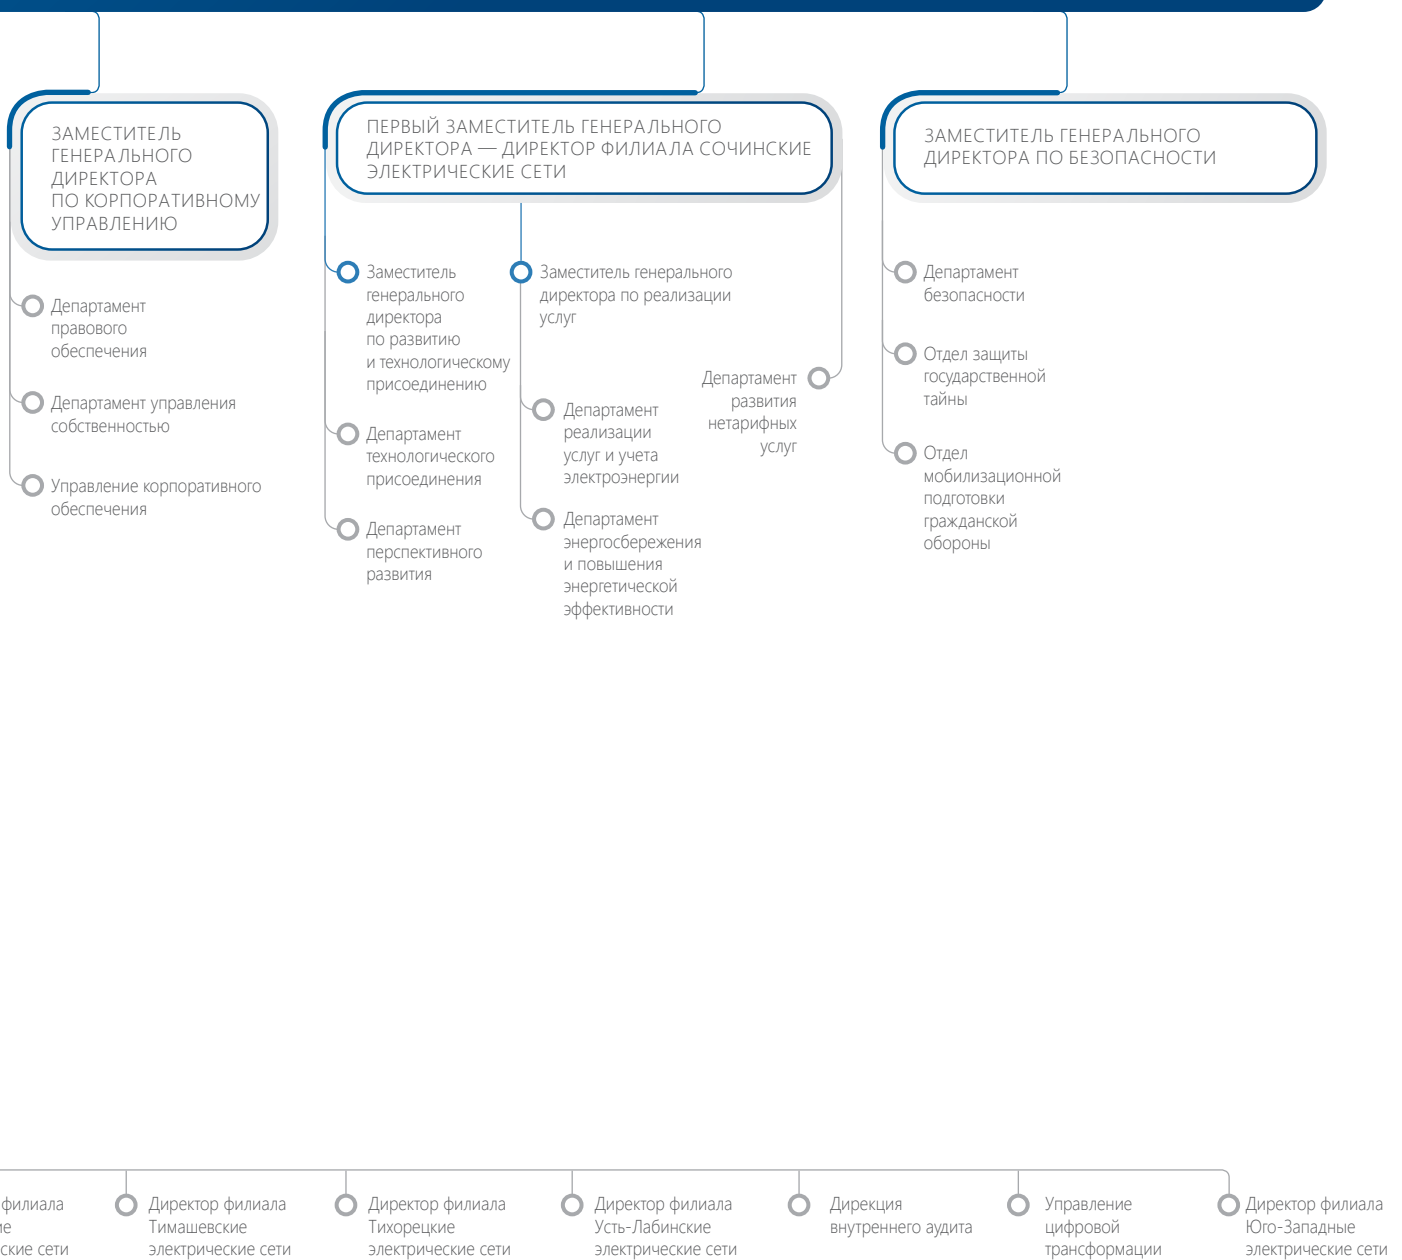 ЗАМЕСТИТЕЛЬ
ГЕНЕРАЛЬНОГО
ДИРЕКТОРА
ПО КОРПОРАТИВНОМУ
УПРАВЛЕНИЮ
Департамент
правового
обеспечения
Департамент управления
собственностью
Управление корпоративного
обеспечения
ПЕРВЫЙ ЗАМЕСТИТЕЛЬ ГЕНЕРАЛЬНОГО
ДИРЕКТОРА — ДИРЕКТОР ФИЛИАЛА СОЧИНСКИЕ
ЭЛЕКТРИЧЕСКИЕ СЕТИ
Заместитель
генерального
директора
по развитию
и технологическому
присоединению
Департамент
технологического
присоединения
Департамент
перспективного
развития
Заместитель генерального
директора по реализации
услуг
Департамент
реализации
услуг и учета
электроэнергии
Департамент
энергосбережения
и повышения
энергетической
эффективности
Департамент
развития
нетарифных
услуг
ЗАМЕСТИТЕЛЬ ГЕНЕРАЛЬНОГО
ДИРЕКТОРА ПО БЕЗОПАСНОСТИ
Департамент
безопасности
Отдел защиты
государственной
тайны
Отдел
мобилизационной
подготовки
гражданской
обороны
филиала
сети
Директор филиала
Тимашевские
электрические сети
Директор филиала
Тихорецкие
электрические сети
Директор филиала
Усть-Лабинские
электрические сети
Дирекция
внутреннего аудита
Управление
цифровой
трансформации
Директор филиала
Юго-Западные
электрические сети